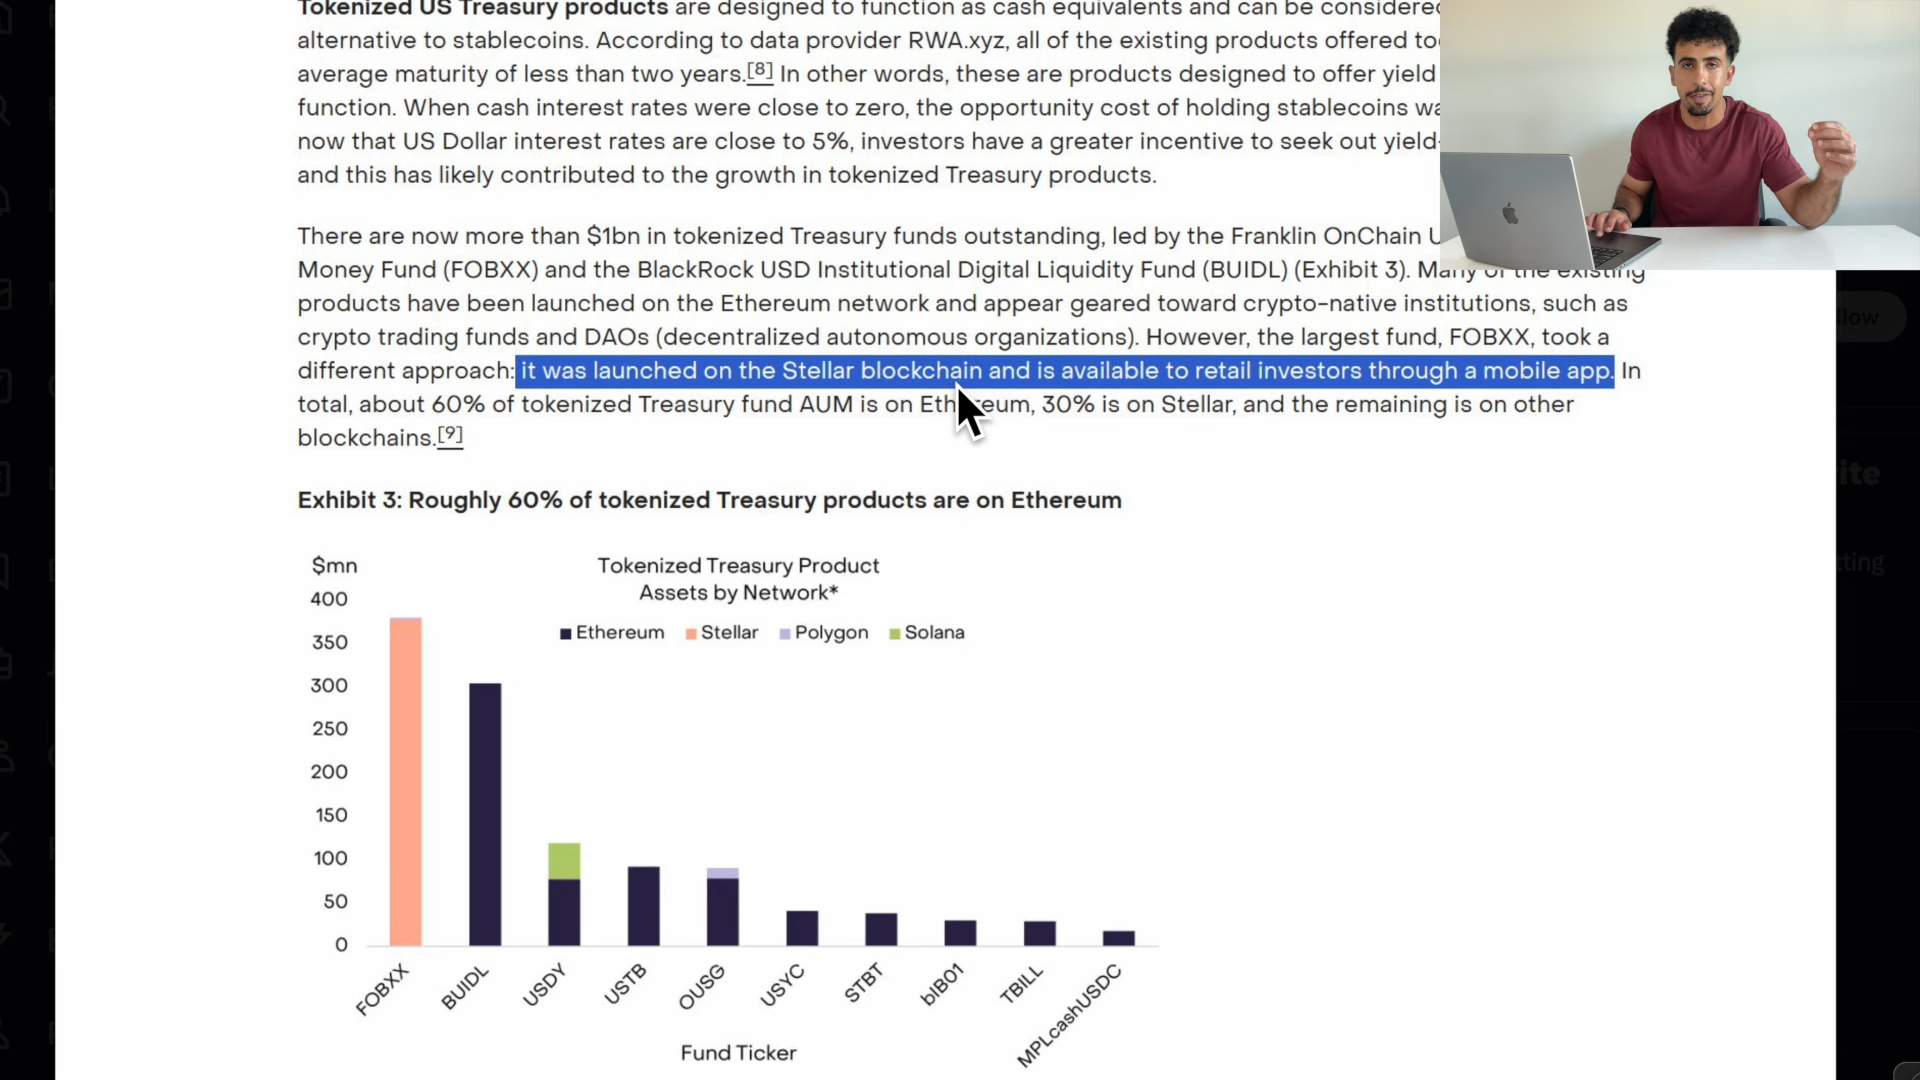 Tokenized US Treasury products are designed to function as cash equivalents and can be considered
alternative to stablecoins. According to data provider RWA.xyz, all of the existing products offered
average maturity of less than two years.[8] In other words, these are products designed to offer yield
function. When cash interest rates were close to zero, the opportunity cost of holding stablecoins
now that US Dollar interest rates are close to 5%, investors have a greater incentive to seek out yield-
and this has likely contributed to the growth in tokenized Treasury products.
There are now more than $1bn in tokenized Treasury funds outstanding, led by the Franklin OnChain U
Money Fund (FOBXX) and the BlackRock USD Institutional Digital Liquidity Fund (BUIDL) (Exhibit 3). Many of the existing
products have been launched on the Ethereum network and appear geared toward crypto-native institutions, such as
crypto trading funds and DAOs (decentralized autonomous organizations). However, the largest fund, FOBXX, took a
different approach: it was launched on the Stellar blockchain and is available to retail investors through a mobile app. In
total, about 60% of tokenized Treasury fund AUM is on Ethereum, 30% is on Stellar, and the remaining is on other
blockchains.[9]
Exhibit 3: Roughly 60% of tokenized Treasury products are on Ethereum
$mn
Tokenized Treasury Product
Assets by Network*
Ethereum Stellar Polygon Solana
400
350
300
250
200
150
100
50
0
FOBXX BUIDL USDY USTB OUSG USYC STBT bIB01 TBILL MPLcashUSDC
Fund Ticker